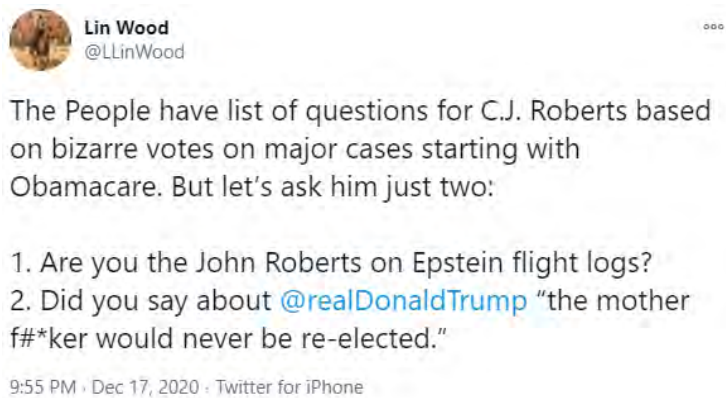 Lin Wood
@LLinWood
The People have list of questions for C.J. Roberts based
on bizarre votes on major cases starting with
Obamacare. But let's ask him just two:
1. Are you the John Roberts on Epstein flight logs?
2. Did you say about @realDonaldTrump “the mother
f#*ker would never be re-elected.”
9:55 PM · Dec 17, 2020 · Twitter for iPhone